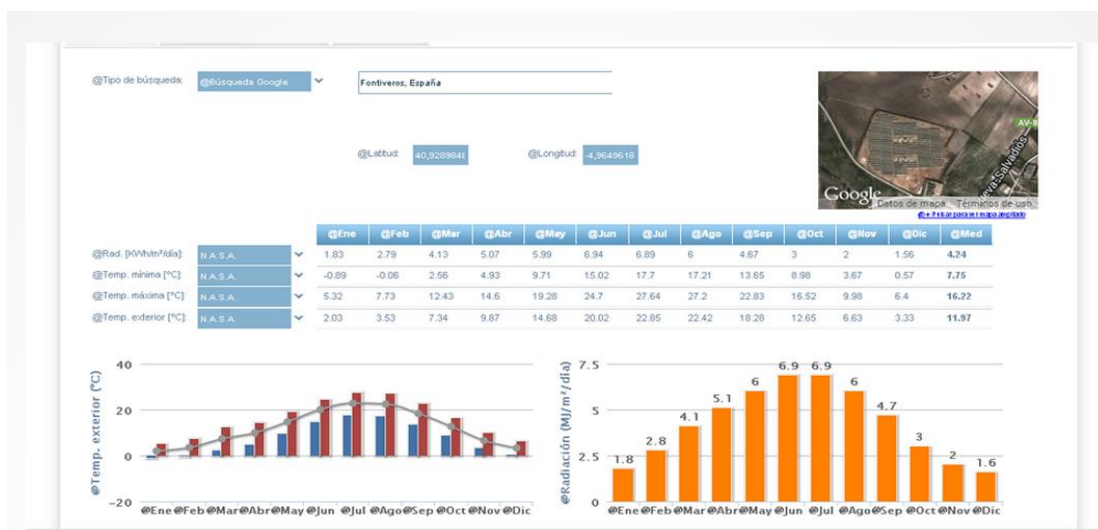 @Tipo de búsqueda: @Búsqueda Google Fontiveros, España
AV-8
@Latitud: 40,9289848 @Longitud: -4,9649618
Google
Datos de mapa Términos de uso
@Ene @Feb @Mar @Abr @May @Jun @Jul @Ago @Sep @Oct @Nov @Dic @Med
@Rad. [KWh/m²/día]: N.A.S.A. 1.83 2.79 4.13 5.07 5.99 6.94 6.89 6 4.67 3 2 1.56 4.24
@Temp. mínima [°C]: N.A.S.A. -0.89 -0.06 2.56 4.93 9.71 15.02 17.7 17.21 13.65 8.98 3.67 0.57 7.75
@Temp. máxima [°C]: N.A.S.A. 5.32 7.73 12.43 14.6 19.28 24.7 27.64 27.2 22.83 16.52 9.98 6.4 16.22
@Temp. exterior [°C]: N.A.S.A. 2.03 3.53 7.34 9.87 14.68 20.02 22.85 22.42 18.28 12.65 6.63 3.33 11.97
@Temp. exterior (°C)
40
20
0
-20
@Ene @Feb @Mar @Abr @May @Jun @Jul @Ago @Sep @Oct @Nov @Dic
@Radiación (MJ/m²/día)
7.5
5
2.5
0
1.8 2.8 4.1 5.1 6 6.9 6.9 6 4.7 3 2 1.6
@Ene @Feb @Mar @Abr @May @Jun @Jul @Ago @Sep @Oct @Nov @Dic